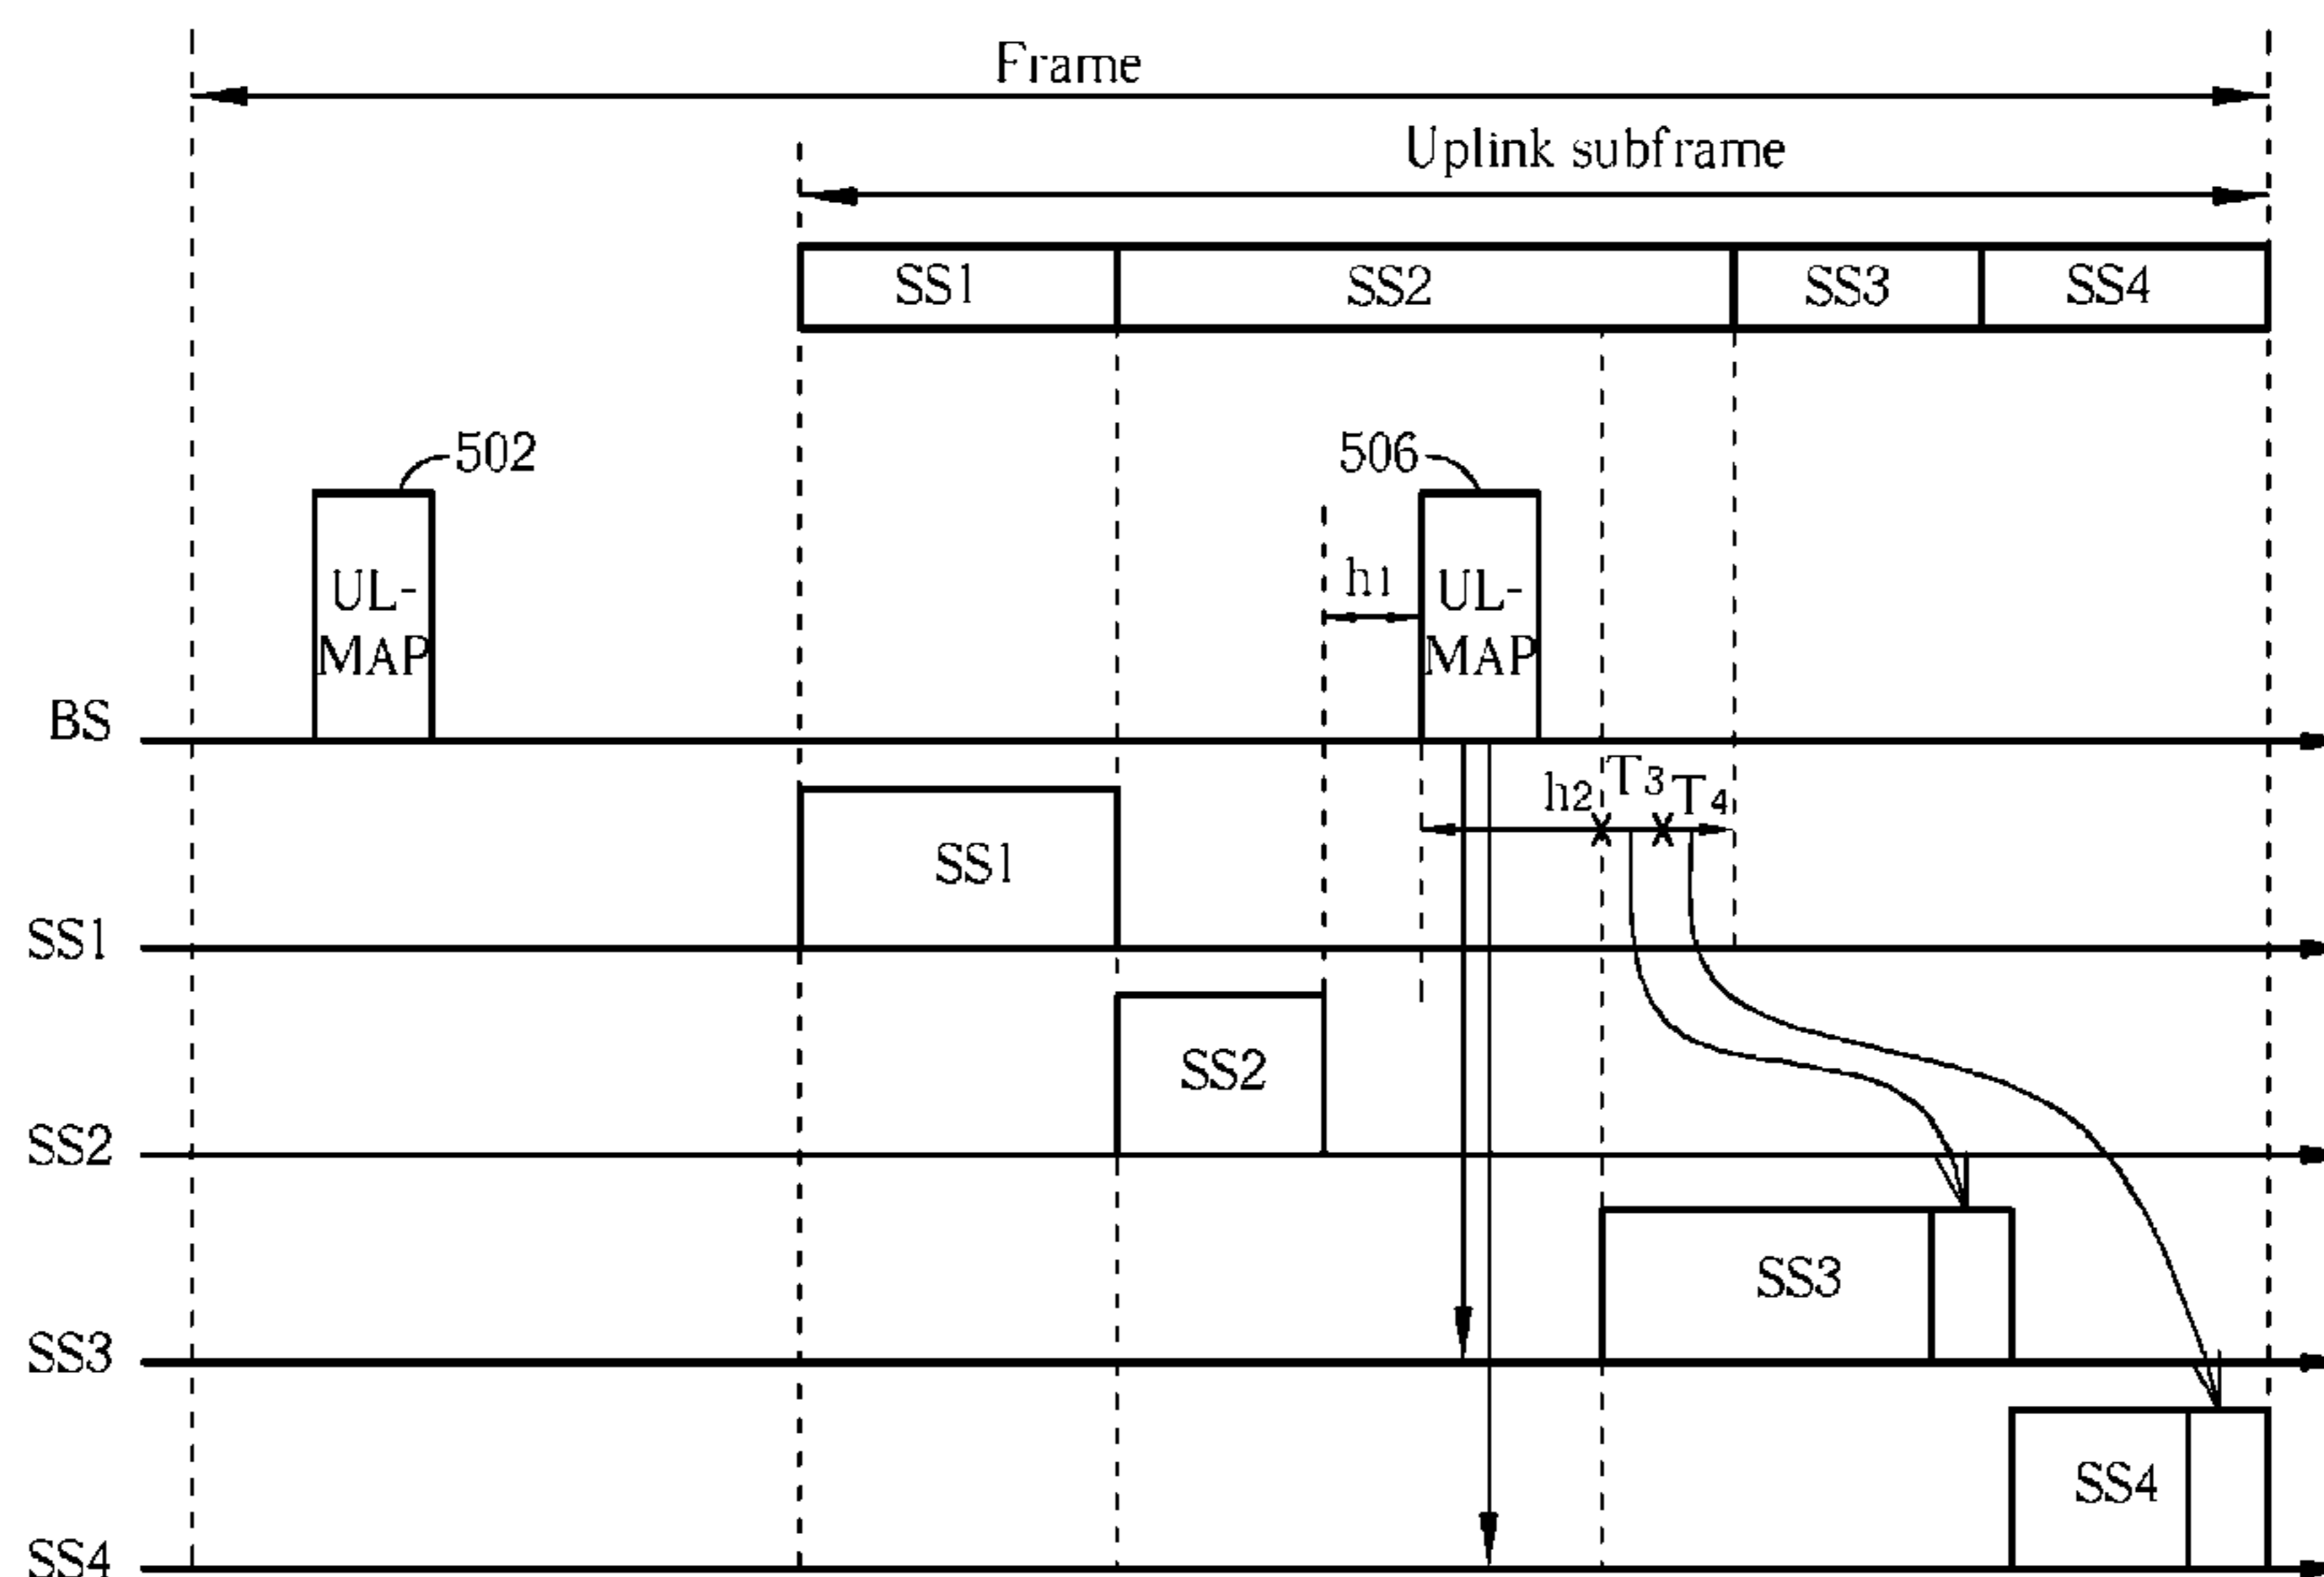 Frame
Uplink subframe
SS1 SS2 SS3 SS4
502 506
UL-
MAP
h1
UL-
MAP
BS
h2 T3 T4
SS1
SS1
SS2
SS2
SS3
SS3
SS4
SS4